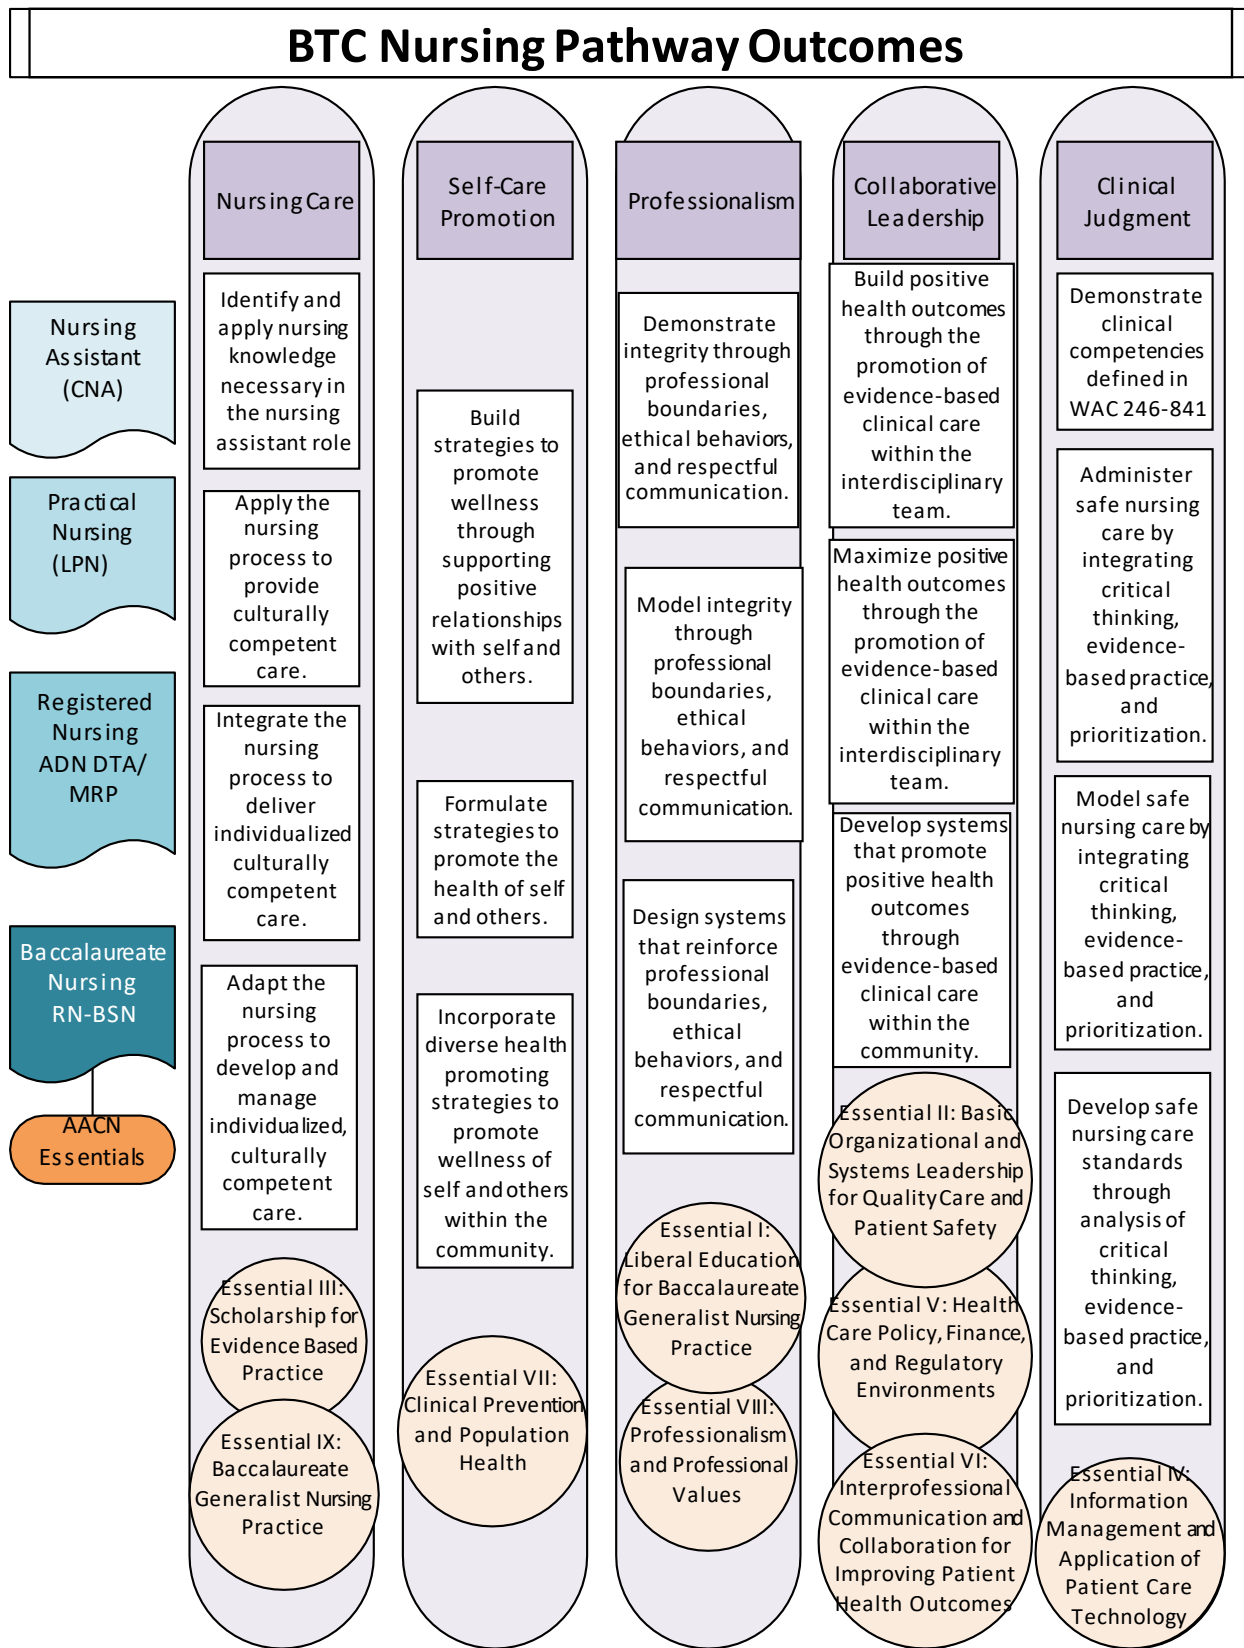 BTC Nursing Pathway Outcomes
Nursing Care
Self-Care
Promotion
Professionalism
Collaborative
Leadership
Clinical
Judgment
Nursing
Assistant
(CNA)
Practical
Nursing
(LPN)
Registered
Nursing
ADN DTA/
MRP
Baccalaureate
Nursing
RN-BSN
AACN
Essentials
Identify and
apply nursing
knowledge
necessary in
the nursing
assistant role
Apply the
nursing
process to
provide
culturally
competent
care.
Integrate the
nursing
process to
deliver
individualized
culturally
competent
care.
Adapt the
nursing
process to
develop and
manage
individualized,
culturally
competent
care.
Essential III:
Scholarship for
Evidence Based
Practice
Essential IX:
Baccalaureate
Generalist Nursing
Practice
Build
strategies to
promote
wellness
through
supporting
positive
relationships
with self and
others.
Formulate
strategies to
promote the
health of self
and others.
Incorporate
diverse health
promoting
strategies to
promote
wellness of
self and others
within the
community.
Essential VII:
Clinical Prevention
and Population
Health
Demonstrate
integrity through
professional
boundaries,
ethical behaviors,
and respectful
communication.
Model integrity
through
professional
boundaries,
ethical
behaviors, and
respectful
communication.
Design systems
that reinforce
professional
boundaries,
ethical
behaviors, and
respectful
communication.
Essential I:
Liberal Education
for Baccalaureate
Generalist Nursing
Practice
Essential VIII:
Professionalism
and Professional
Values
Build positive
health outcomes
through the
promotion of
evidence-based
clinical care
within the
interdisciplinary
team.
Maximize positive
health outcomes
through the
promotion of
evidence-based
clinical care
within the
interdisciplinary
team.
Develop systems
that promote
positive health
outcomes
through
evidence-based
clinical care
within the
community.
Essential II: Basic
Organizational and
Systems Leadership
for Quality Care and
Patient Safety
Essential V: Health
Care Policy, Finance,
and Regulatory
Environments
Essential VI:
Interprofessional
Communication and
Collaboration for
Improving Patient
Health Outcomes
Demonstrate
clinical
competencies
defined in
WAC 246-841
Administer
safe nursing
care by
integrating
critical
thinking,
evidence-
based practice,
and
prioritization.
Model safe
nursing care by
integrating
critical
thinking,
evidence-
based practice,
and
prioritization.
Develop safe
nursing care
standards
through
analysis of
critical
thinking,
evidence-
based practice,
and
prioritization.
Essential IV:
Information
Management and
Application of
Patient Care
Technology